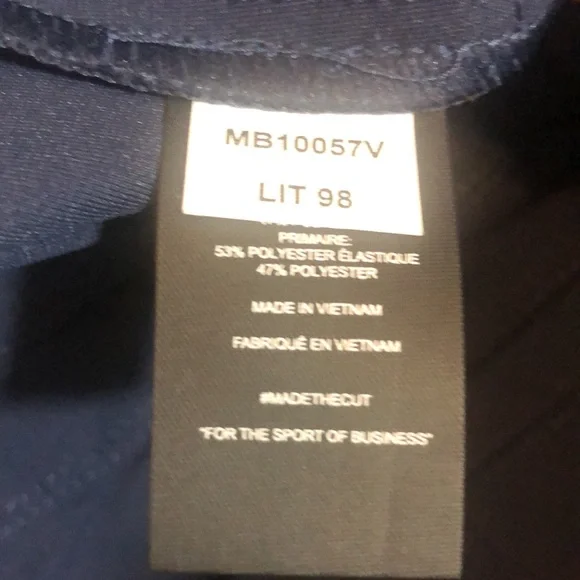 MB10057V
LIT 98
PRIMAIRE:
53% POLYESTER ÉLASTIQUE
47% POLYESTER
MADE IN VIETNAM
FABRIQUÉ EN VIETNAM
#MADETHECUT
"FOR THE SPORT OF BUSINESS"